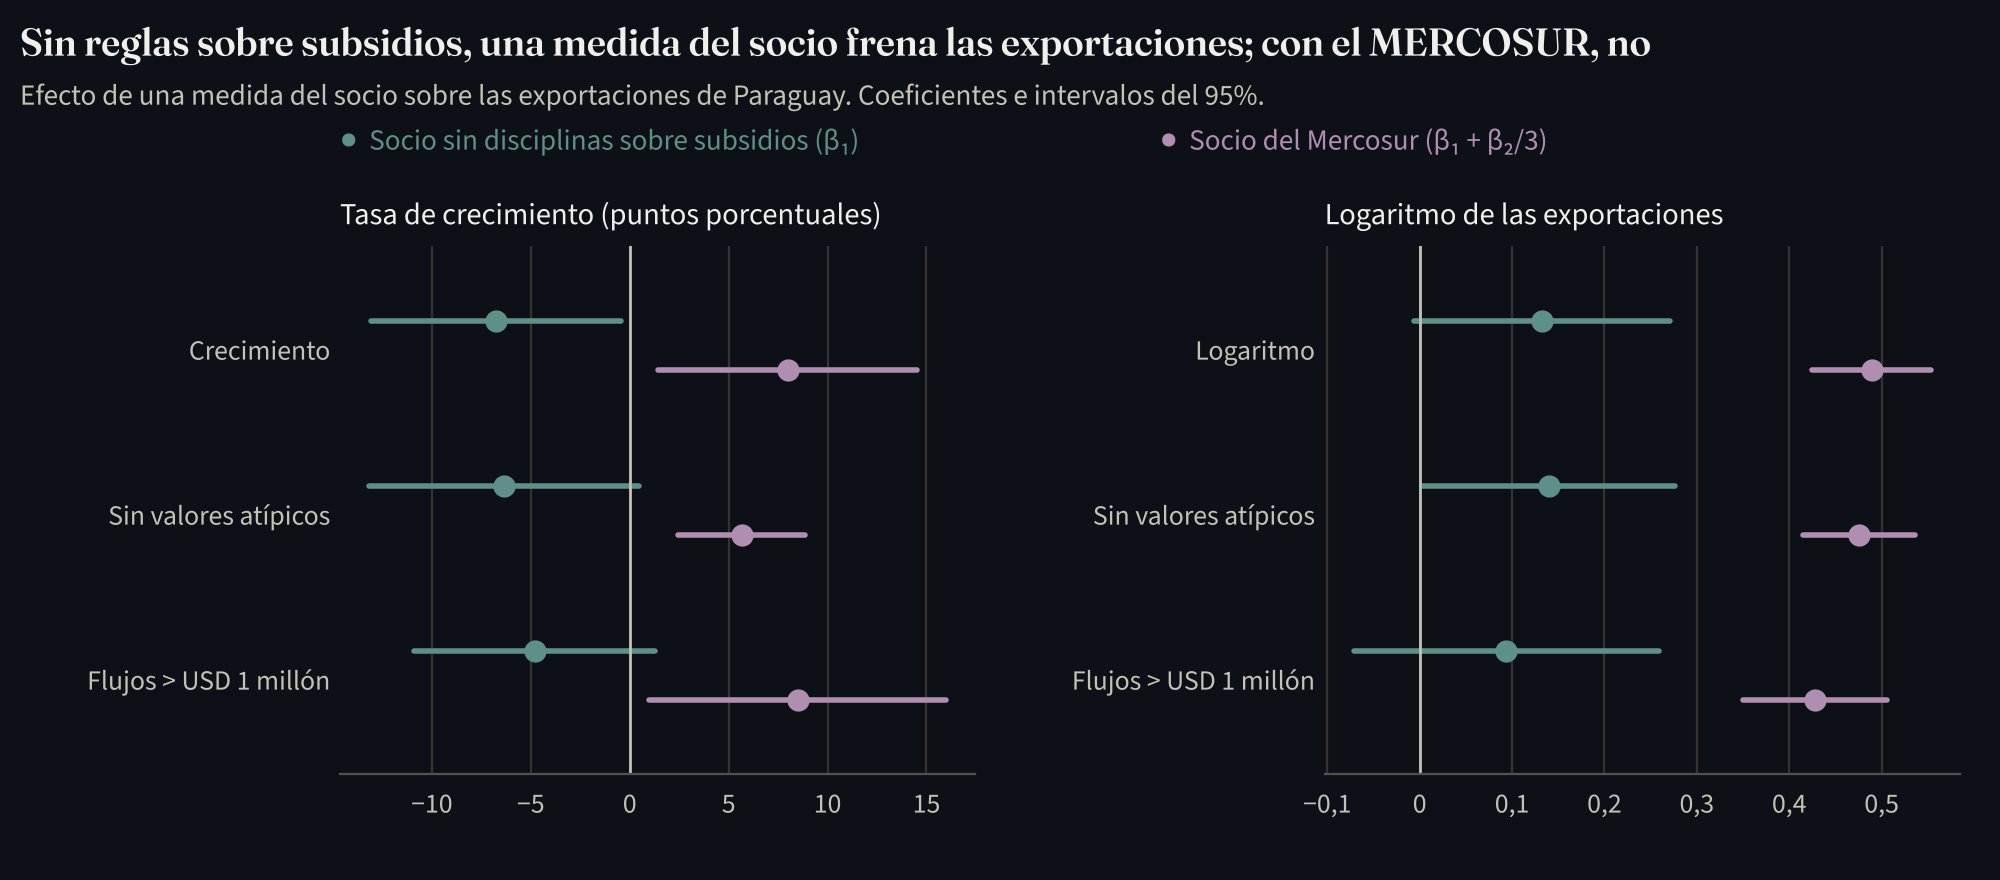 Sin reglas sobre subsidios, una medida del socio frena las exportaciones; con el MERCOSUR, no
Efecto de una medida del socio sobre las exportaciones de Paraguay. Coeficientes e intervalos del 95%.
Socio sin disciplinas sobre subsidios (β₁)
Socio del Mercosur (β₁ + β₂/3)
Tasa de crecimiento (puntos porcentuales)
Crecimiento
Sin valores atípicos
Flujos > USD 1 millón
−10 −5 0 5 10 15
Logaritmo de las exportaciones
Logaritmo
Sin valores atípicos
Flujos > USD 1 millón
−0,1 0 0,1 0,2 0,3 0,4 0,5